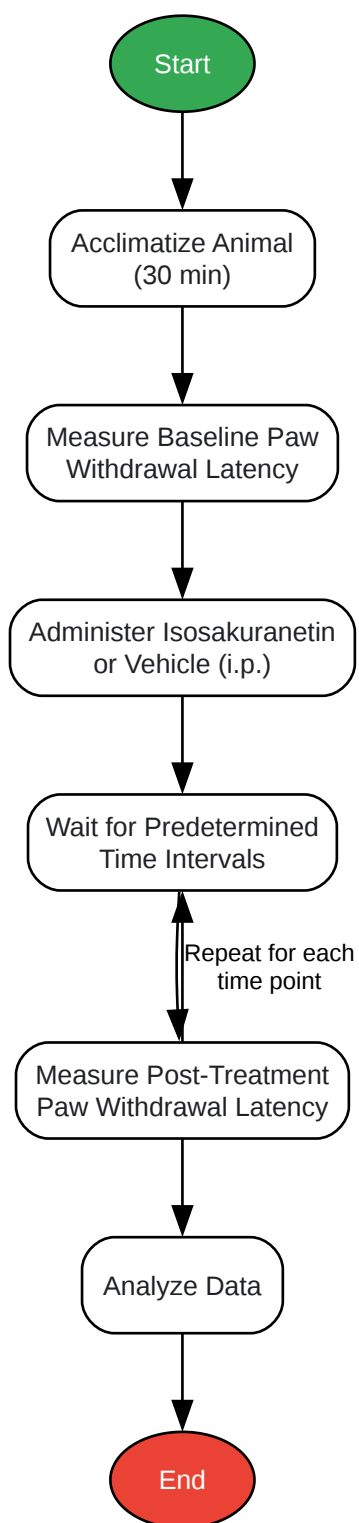 Start
Acclimatize Animal
(30 min)
Measure Baseline Paw
Withdrawal Latency
Administer Isosakuranetin
or Vehicle (i.p.)
Wait for Predetermined
Time Intervals
Repeat for each
time point
Measure Post-Treatment
Paw Withdrawal Latency
Analyze Data
End